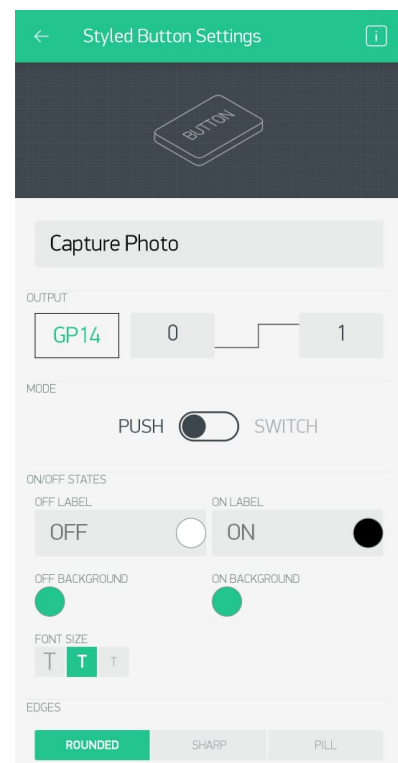 Styled Button Settings
i
BUTTON
Capture Photo
OUTPUT
GP14 0 1
MODE
PUSH SWITCH
ON/OFF STATES
OFF LABEL ON LABEL
OFF ON
OFF BACKGROUND ON BACKGROUND
FONT SIZE
T T T
EDGES
ROUNDED SHARP PILL